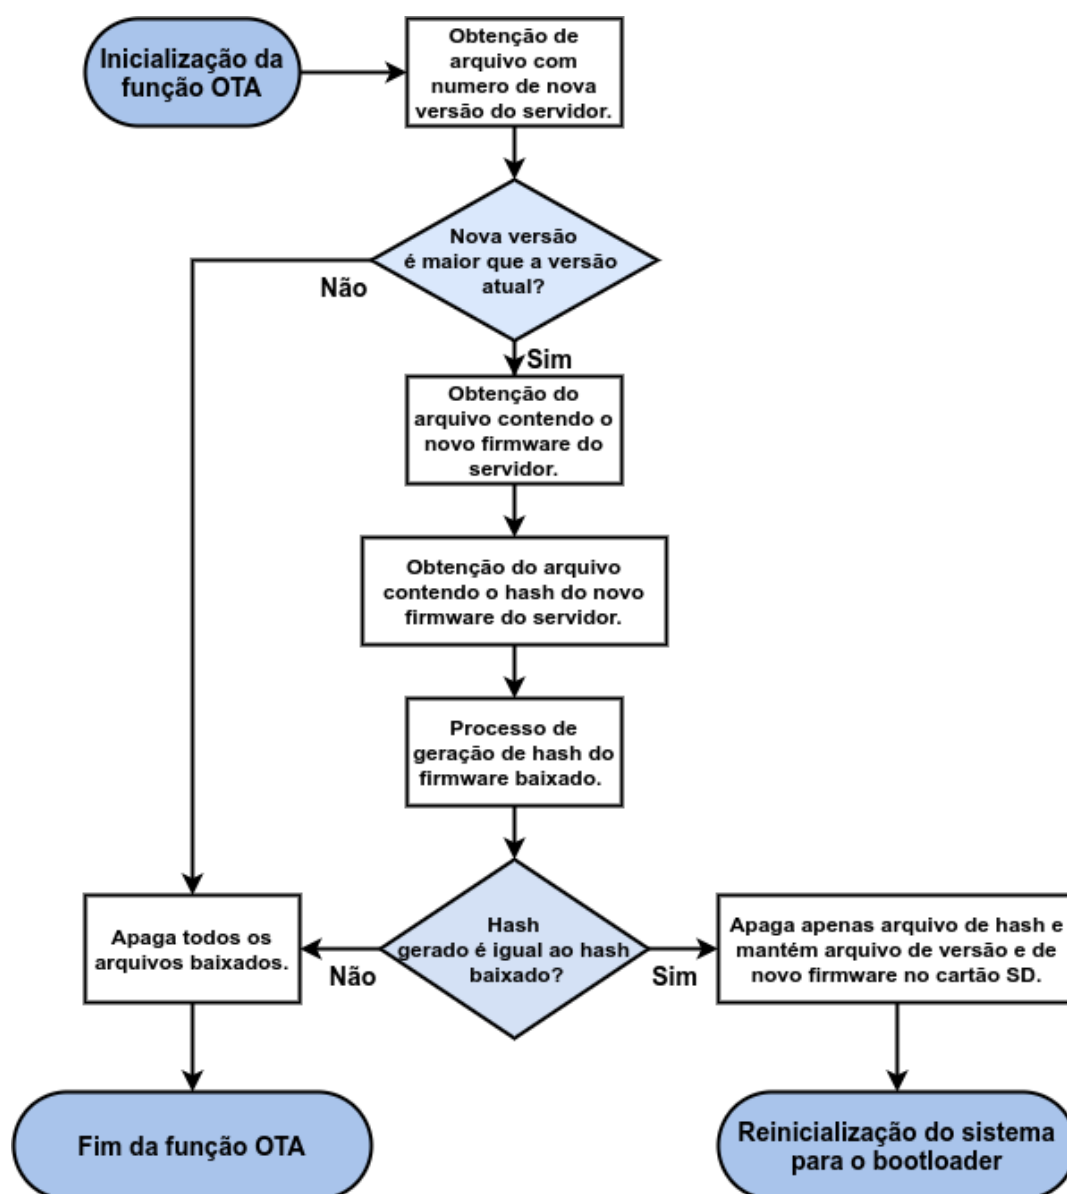 Inicialização da
função OTA
Obtenção de
arquivo com
numero de nova
versão do servidor.
Nova versão
é maior que a versão
atual?
Não
Sim
Obtenção do
arquivo contendo o
novo firmware do
servidor.
Obtenção do arquivo
contendo o hash do novo
firmware do servidor.
Processo de
geração de hash do
firmware baixado.
Hash
gerado é igual ao hash
baixado?
Não
Sim
Apaga todos os
arquivos baixados.
Apaga apenas arquivo de hash e
mantém arquivo de versão e de
novo firmware no cartão SD.
Fim da função OTA
Reinicialização do sistema
para o bootloader